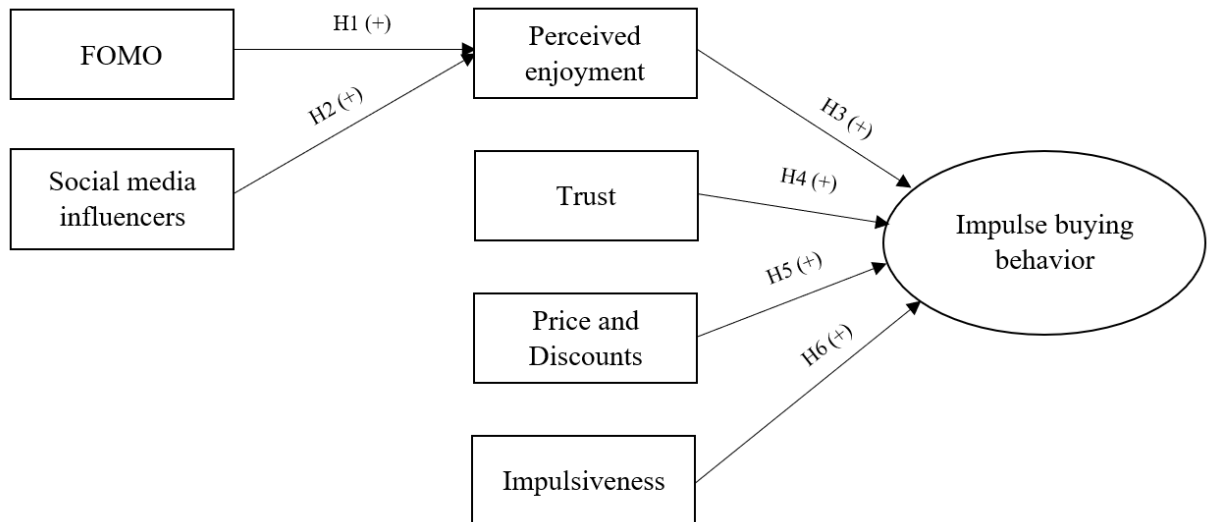 FOMO
H1 (+)
Perceived
enjoyment
H2 (+)
Social media
influencers
H3 (+)
Trust
H4 (+)
Impulse buying
behavior
Price and
Discounts
H5 (+)
H6 (+)
Impulsiveness